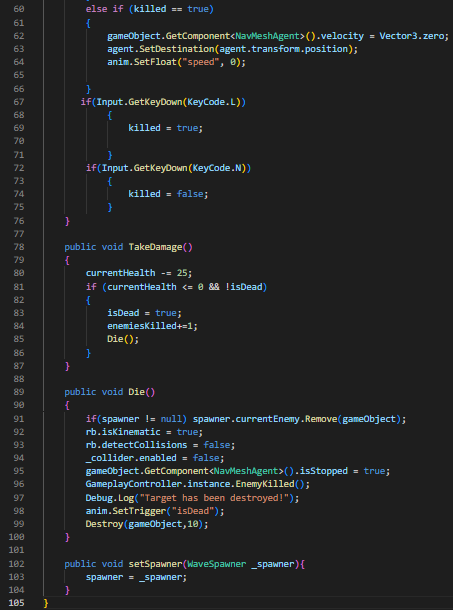 60 else if (killed == true)
61 {
62 gameObject.GetComponent<NavMeshAgent>().velocity = Vector3.zero;
63 agent.SetDestination(agent.transform.position);
64 anim.SetFloat("speed", 0);
65
66 }
67 if(Input.GetKeyDown(KeyCode.L))
68 {
69 killed = true;
70
71 }
72 if(Input.GetKeyDown(KeyCode.N))
73 {
74 killed = false;
75 }
76 }
77
78 public void TakeDamage()
79 {
80 currentHealth -= 25;
81 if (currentHealth <= 0 && !isDead)
82 {
83 isDead = true;
84 enemiesKilled+=1;
85 Die();
86 }
87 }
88
89 public void Die()
90 {
91 if(spawner != null) spawner.currentEnemy.Remove(gameObject);
92 rb.isKinematic = true;
93 rb.detectCollisions = false;
94 _collider.enabled = false;
95 gameObject.GetComponent<NavMeshAgent>().isStopped = true;
96 GameplayController.instance.EnemyKilled();
97 Debug.Log("Target has been destroyed!");
98 anim.SetTrigger("isDead");
99 Destroy(gameObject,10);
100 }
101
102 public void setSpawner(WaveSpawner _spawner){
103 spawner = _spawner;
104 }
105 }